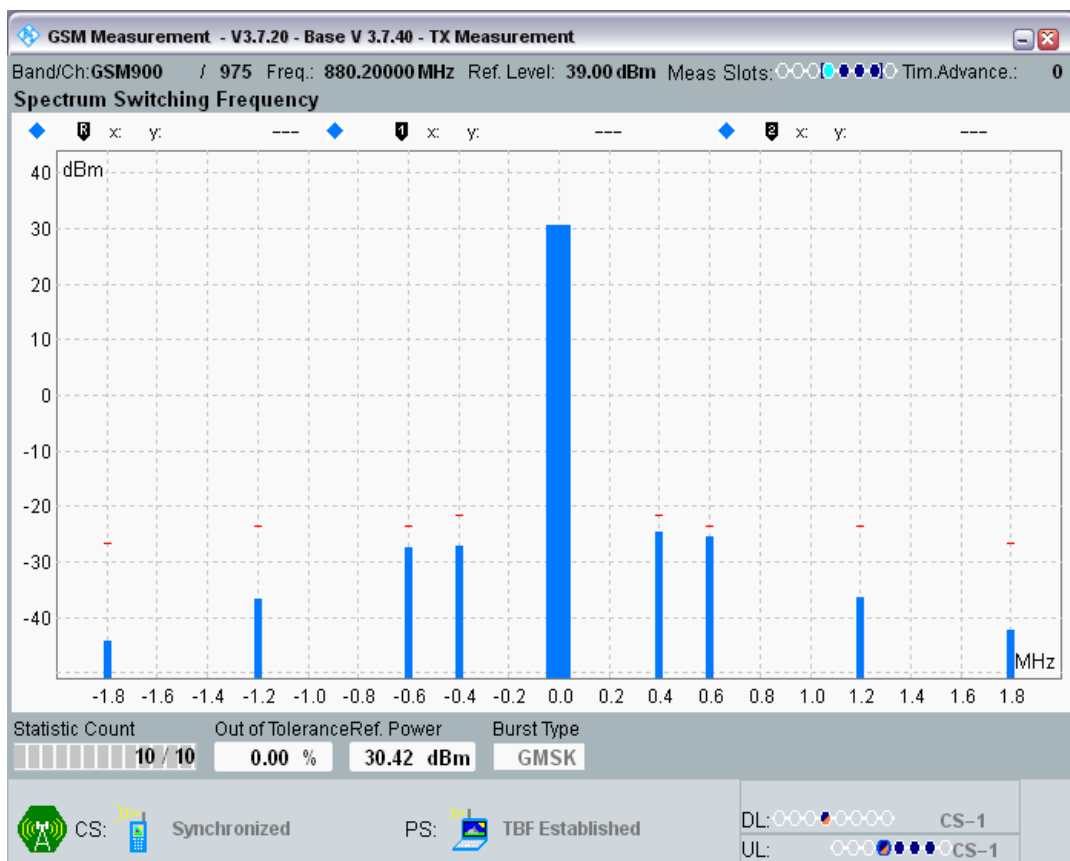 GSM Measurement - V3.7.20 - Base V 3.7.40 - TX Measurement
Band/Ch:GSM900 / 975 Freq.: 880.20000 MHz Ref. Level: 39.00 dBm Meas Slots: Tim.Advance.: 0
Spectrum Switching Frequency
R x: y: --- 1 x: y: --- 2 x: y: ---
dBm
40
30
20
10
0
-10
-20
-30
-40
MHz
-1.8 -1.6 -1.4 -1.2 -1.0 -0.8 -0.6 -0.4 -0.2 0.0 0.2 0.4 0.6 0.8 1.0 1.2 1.4 1.6 1.8
Statistic Count Out of Tolerance Ref. Power Burst Type
10 / 10 0.00 % 30.42 dBm GMSK
CS: Synchronized PS: TBF Established
DL: CS-1
UL: CS-1